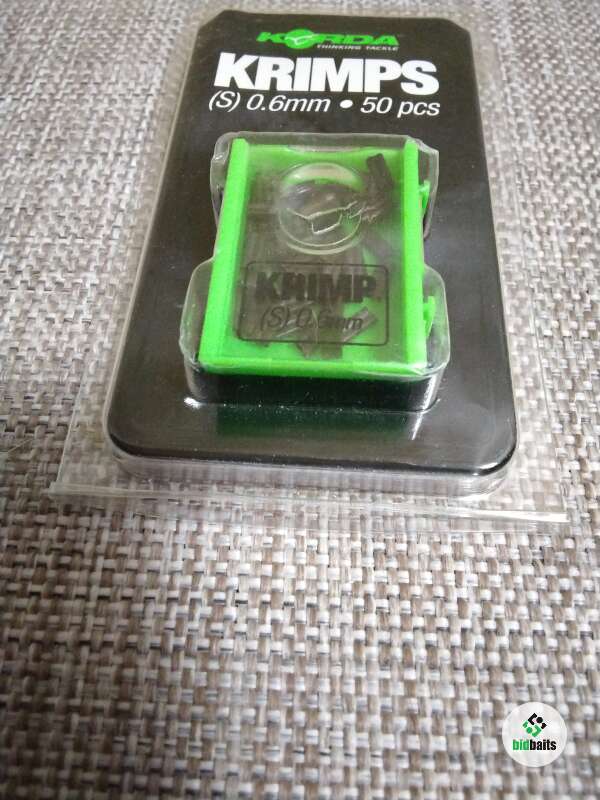 KORDA
THINKING TACKLE
KRIMPS
(S) 0.6mm • 50 pcs
KRIMP
(S) 0.6mm
bidbaits